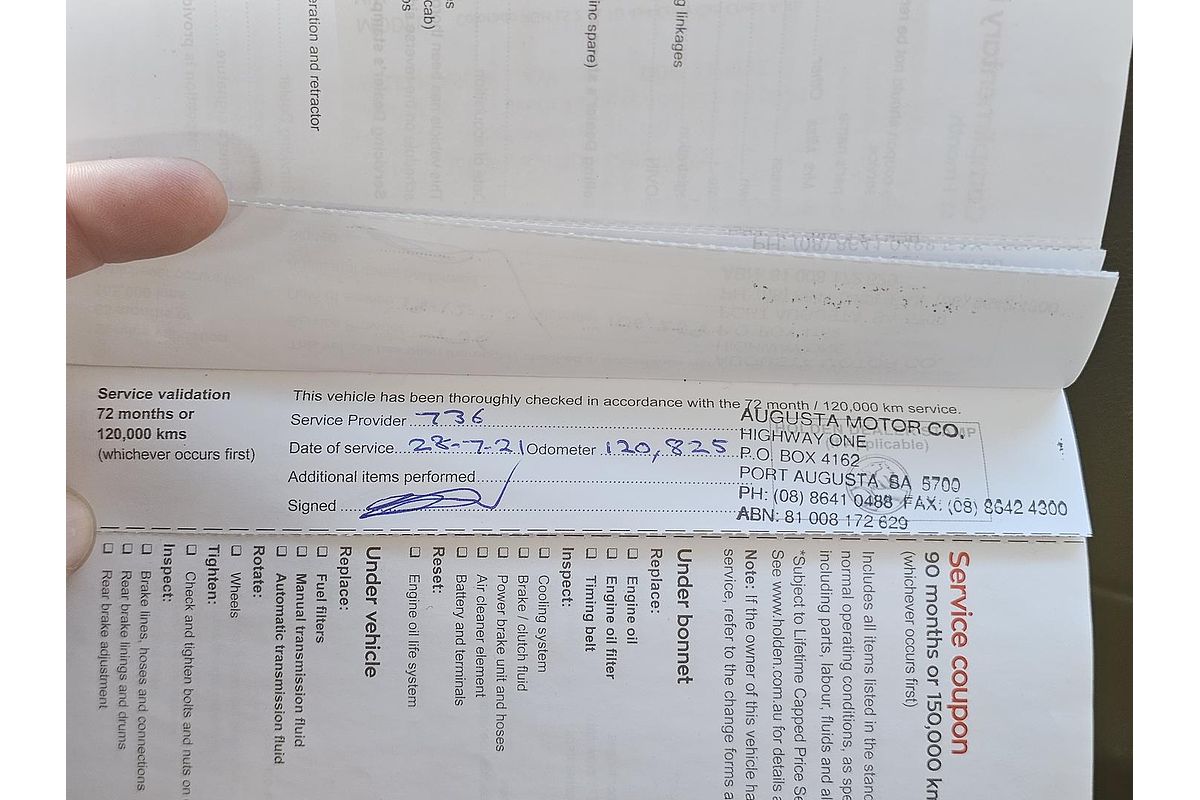 eration and retractor
cab)
inc spare)
g linkages
Service validation
72 months or
120,000 kms
(whichever occurs first)
This vehicle has been thoroughly checked in accordance with the 72 month / 120,000 km service.
Service Provider 736
Date of service 28-7-21 Odometer 120,825
Additional items performed
Signed
AUGUSTA MOTOR CO.
HIGHWAY ONE
P.O. BOX 4162
PORT AUGUSTA. SA 5700
PH: (08) 8641 0488 FAX: (08) 8642 4300
ABN: 81 008 172 629
Service coupon
90 months or 150,000 km
(whichever occurs first)
Includes all items listed in the stand
normal operating conditions, as spe
including parts, labour, fluids and al
*Subject to Lifetime Capped Price Se
See www.holden.com.au for details a
Note: If the owner of this vehicle ha
service, refer to the change forms a
Under bonnet
Replace:
Engine oil
Engine oil filter
Timing belt
Inspect:
Cooling system
Brake / clutch fluid
Power brake unit and hoses
Air cleaner element
Battery and terminals
Reset:
Engine oil life system
Under vehicle
Replace:
Fuel filters
Manual transmission fluid
Automatic transmission fluid
Rotate:
Wheels
Tighten:
Check and tighten bolts and nuts on
Inspect:
Brake lines, hoses and connections
Rear brake linings and drums
Rear brake adjustment